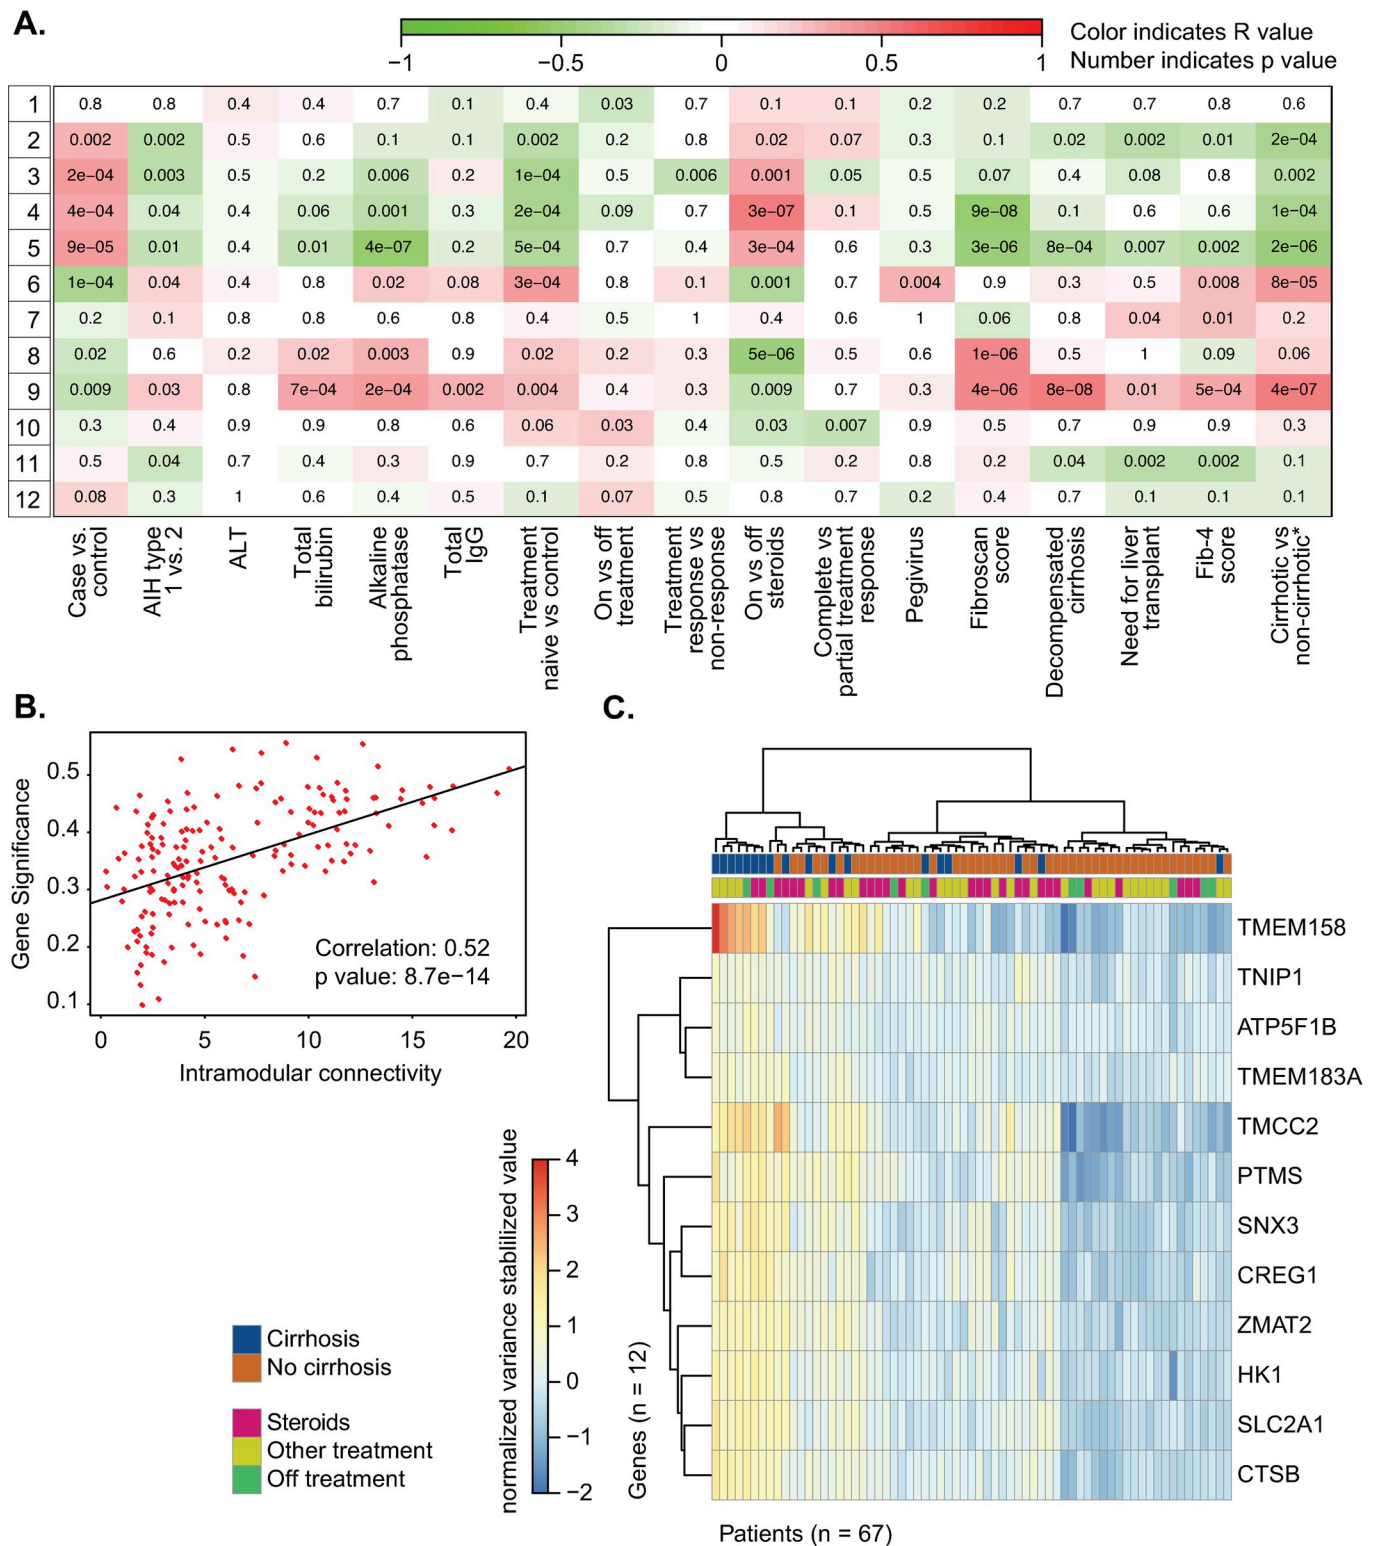 A.
Color indicates R value
Number indicates p value
−1 −0.5 0 0.5 1
1 0.8 0.8 0.4 0.4 0.7 0.1 0.4 0.03 0.7 0.1 0.1 0.2 0.2 0.7 0.7 0.8 0.6
2 0.002 0.002 0.5 0.6 0.1 0.1 0.002 0.2 0.8 0.02 0.07 0.3 0.1 0.02 0.002 0.01 2e−04
3 2e−04 0.003 0.5 0.2 0.006 0.2 1e−04 0.5 0.006 0.001 0.05 0.5 0.07 0.4 0.08 0.8 0.002
4 4e−04 0.04 0.4 0.06 0.001 0.3 2e−04 0.09 0.7 3e−07 0.1 0.5 9e−08 0.1 0.6 0.6 1e−04
5 9e−05 0.01 0.4 0.01 4e−07 0.2 5e−04 0.7 0.4 3e−04 0.6 0.3 3e−06 8e−04 0.007 0.002 2e−06
6 1e−04 0.04 0.4 0.8 0.02 0.08 3e−04 0.8 0.1 0.001 0.7 0.004 0.9 0.3 0.5 0.008 8e−05
7 0.2 0.1 0.8 0.8 0.6 0.8 0.4 0.5 1 0.4 0.6 1 0.06 0.8 0.04 0.01 0.2
8 0.02 0.6 0.2 0.02 0.003 0.9 0.02 0.2 0.3 5e−06 0.5 0.6 1e−06 0.5 1 0.09 0.06
9 0.009 0.03 0.8 7e−04 2e−04 0.002 0.004 0.4 0.3 0.009 0.7 0.3 4e−06 8e−08 0.01 5e−04 4e−07
10 0.3 0.4 0.9 0.9 0.8 0.6 0.06 0.03 0.4 0.03 0.007 0.9 0.5 0.7 0.9 0.9 0.3
11 0.5 0.04 0.7 0.4 0.3 0.9 0.7 0.2 0.8 0.5 0.2 0.8 0.2 0.04 0.002 0.002 0.1
12 0.08 0.3 1 0.6 0.4 0.5 0.1 0.07 0.5 0.8 0.7 0.2 0.4 0.7 0.1 0.1 0.1
Case vs.
control
AIH type
1 vs. 2
ALT
Total
bilirubin
Alkaline
phosphatase
Total
IgG
Treatment
naive vs control
On vs off
treatment
Treatment
response vs
non-response
On vs off
steroids
Complete vs
partial treatment
response
Pegivirus
Fibroscan
score
Decompensated
cirrhosis
Need for liver
transplant
Fib-4
score
Cirrhotic vs
non-cirrhotic*
B.
Gene Significance
0.5
0.4
0.3
0.2
0.1
Correlation: 0.52
p value: 8.7e−14
0 5 10 15 20
Intramodular connectivity
C.
TMEM158
TNIP1
ATP5F1B
TMEM183A
TMCC2
PTMS
SNX3
CREG1
ZMAT2
HK1
SLC2A1
CTSB
Genes (n = 12)
Patients (n = 67)
normalized variance stablilized value
4
3
2
1
0
−1
−2
Cirrhosis
No cirrhosis
Steroids
Other treatment
Off treatment